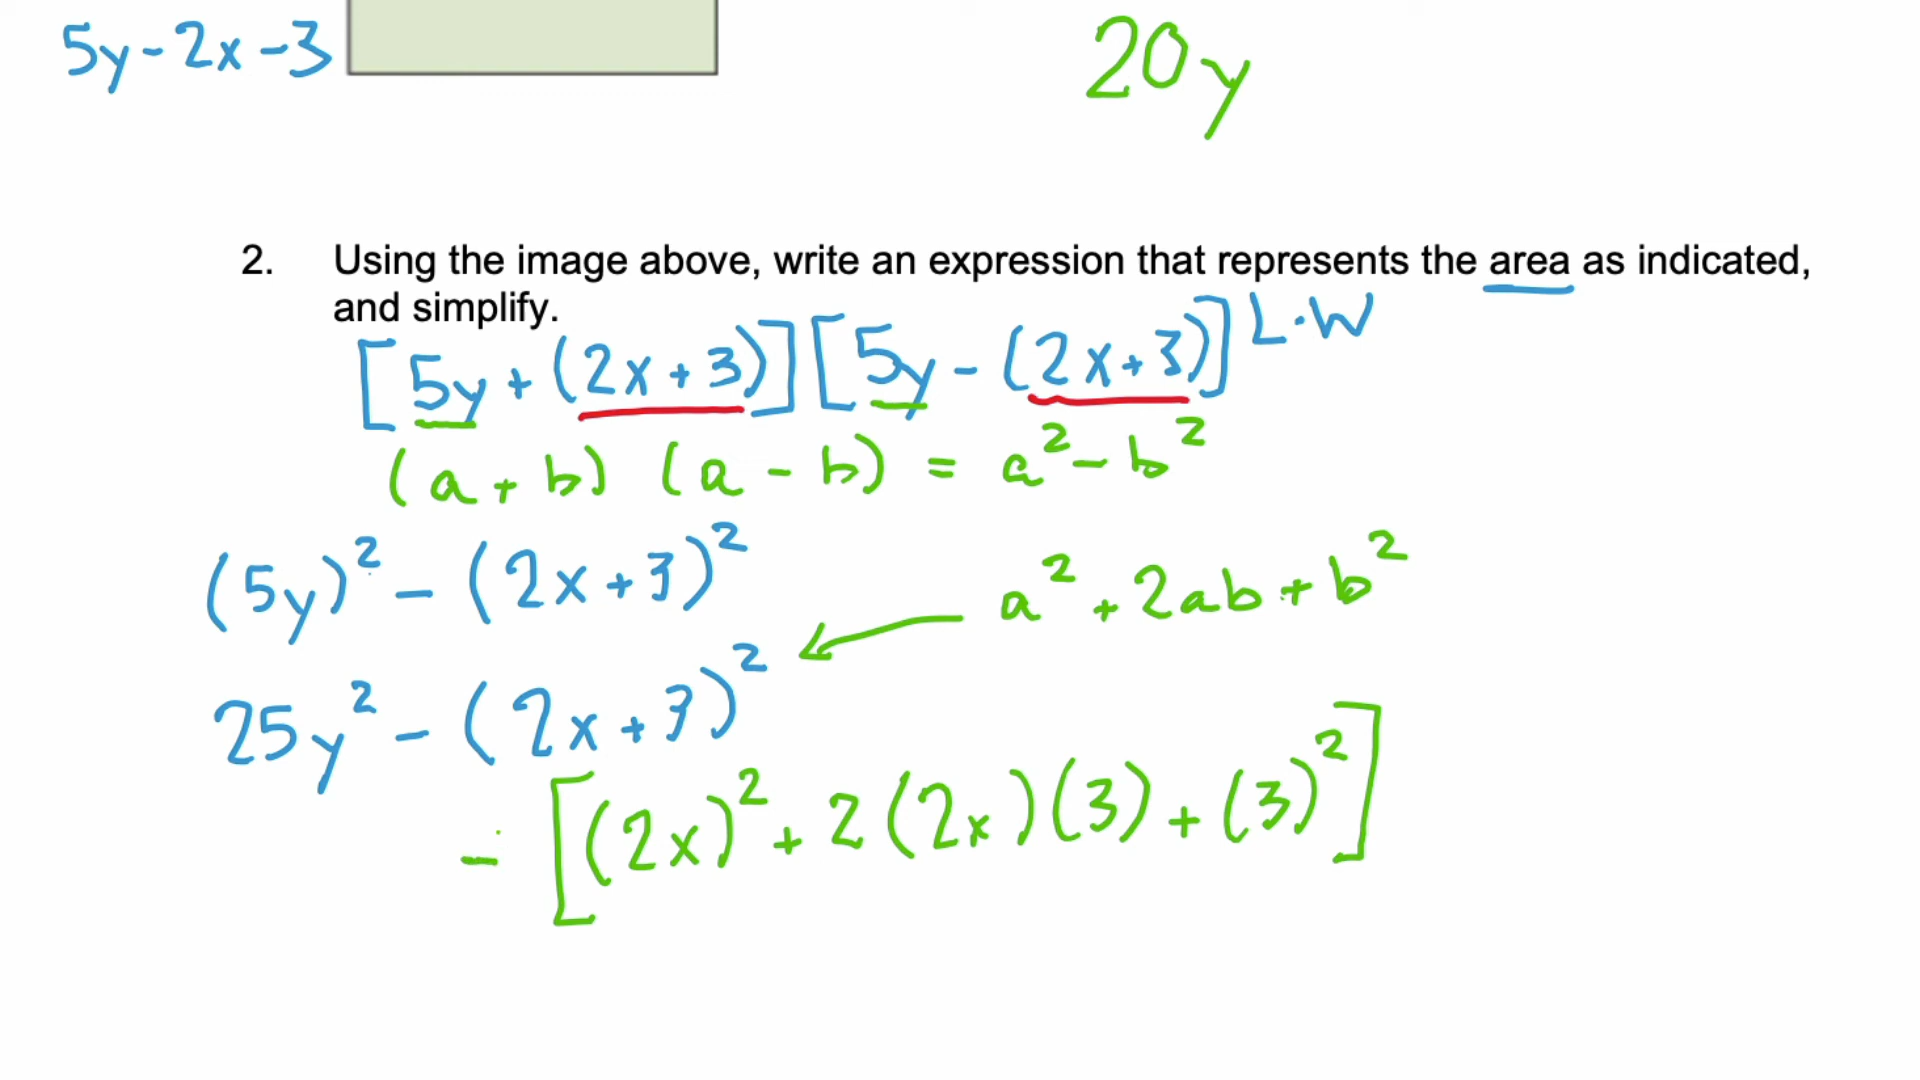 5y-2x-3
20y
2. Using the image above, write an expression that represents the area as indicated,
and simplify.
[5y+(2x+3)][5y-(2x+3)] L·W
(a+b)(a-b)=a²-b²
(5y)²-(2x+3)²
a²+2ab+b²
25y²-(2x+3)²
-[(2x)²+2(2x)(3)+(3)²]